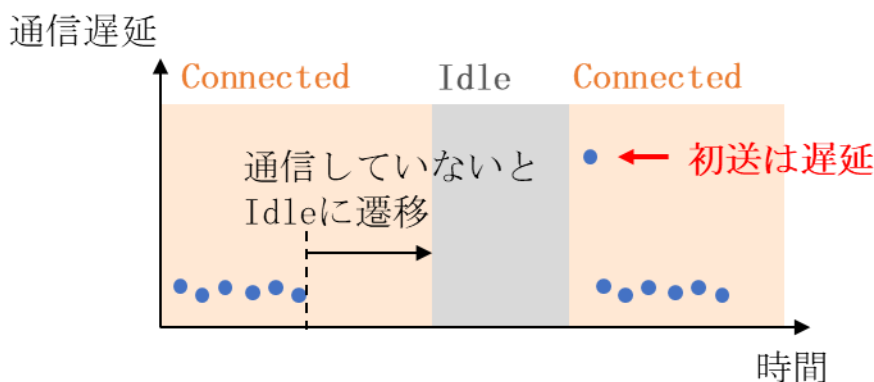 通信遅延
Connected
Idle
Connected
通信していないと
Idleに遷移
初送は遅延
時間